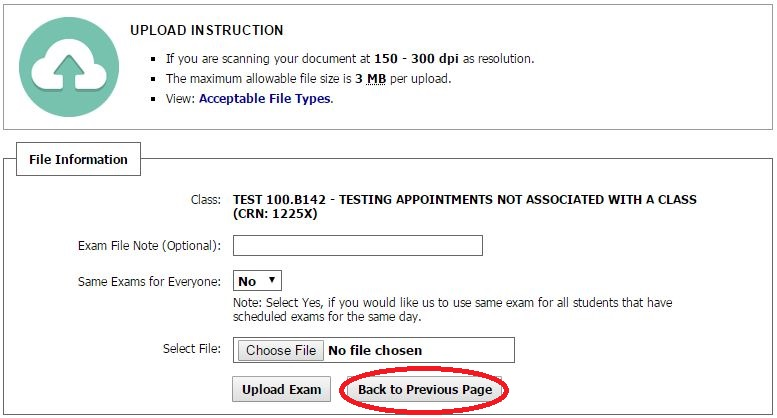 UPLOAD INSTRUCTION
If you are scanning your document at 150 - 300 dpi as resolution.
The maximum allowable file size is 3 MB per upload.
View: Acceptable File Types.
File Information
Class: TEST 100.B142 - TESTING APPOINTMENTS NOT ASSOCIATED WITH A CLASS
(CRN: 1225X)
Exam File Note (Optional):
Same Exams for Everyone: No
Note: Select Yes, if you would like us to use same exam for all students that have
scheduled exams for the same day.
Select File: Choose File No file chosen
Upload Exam Back to Previous Page